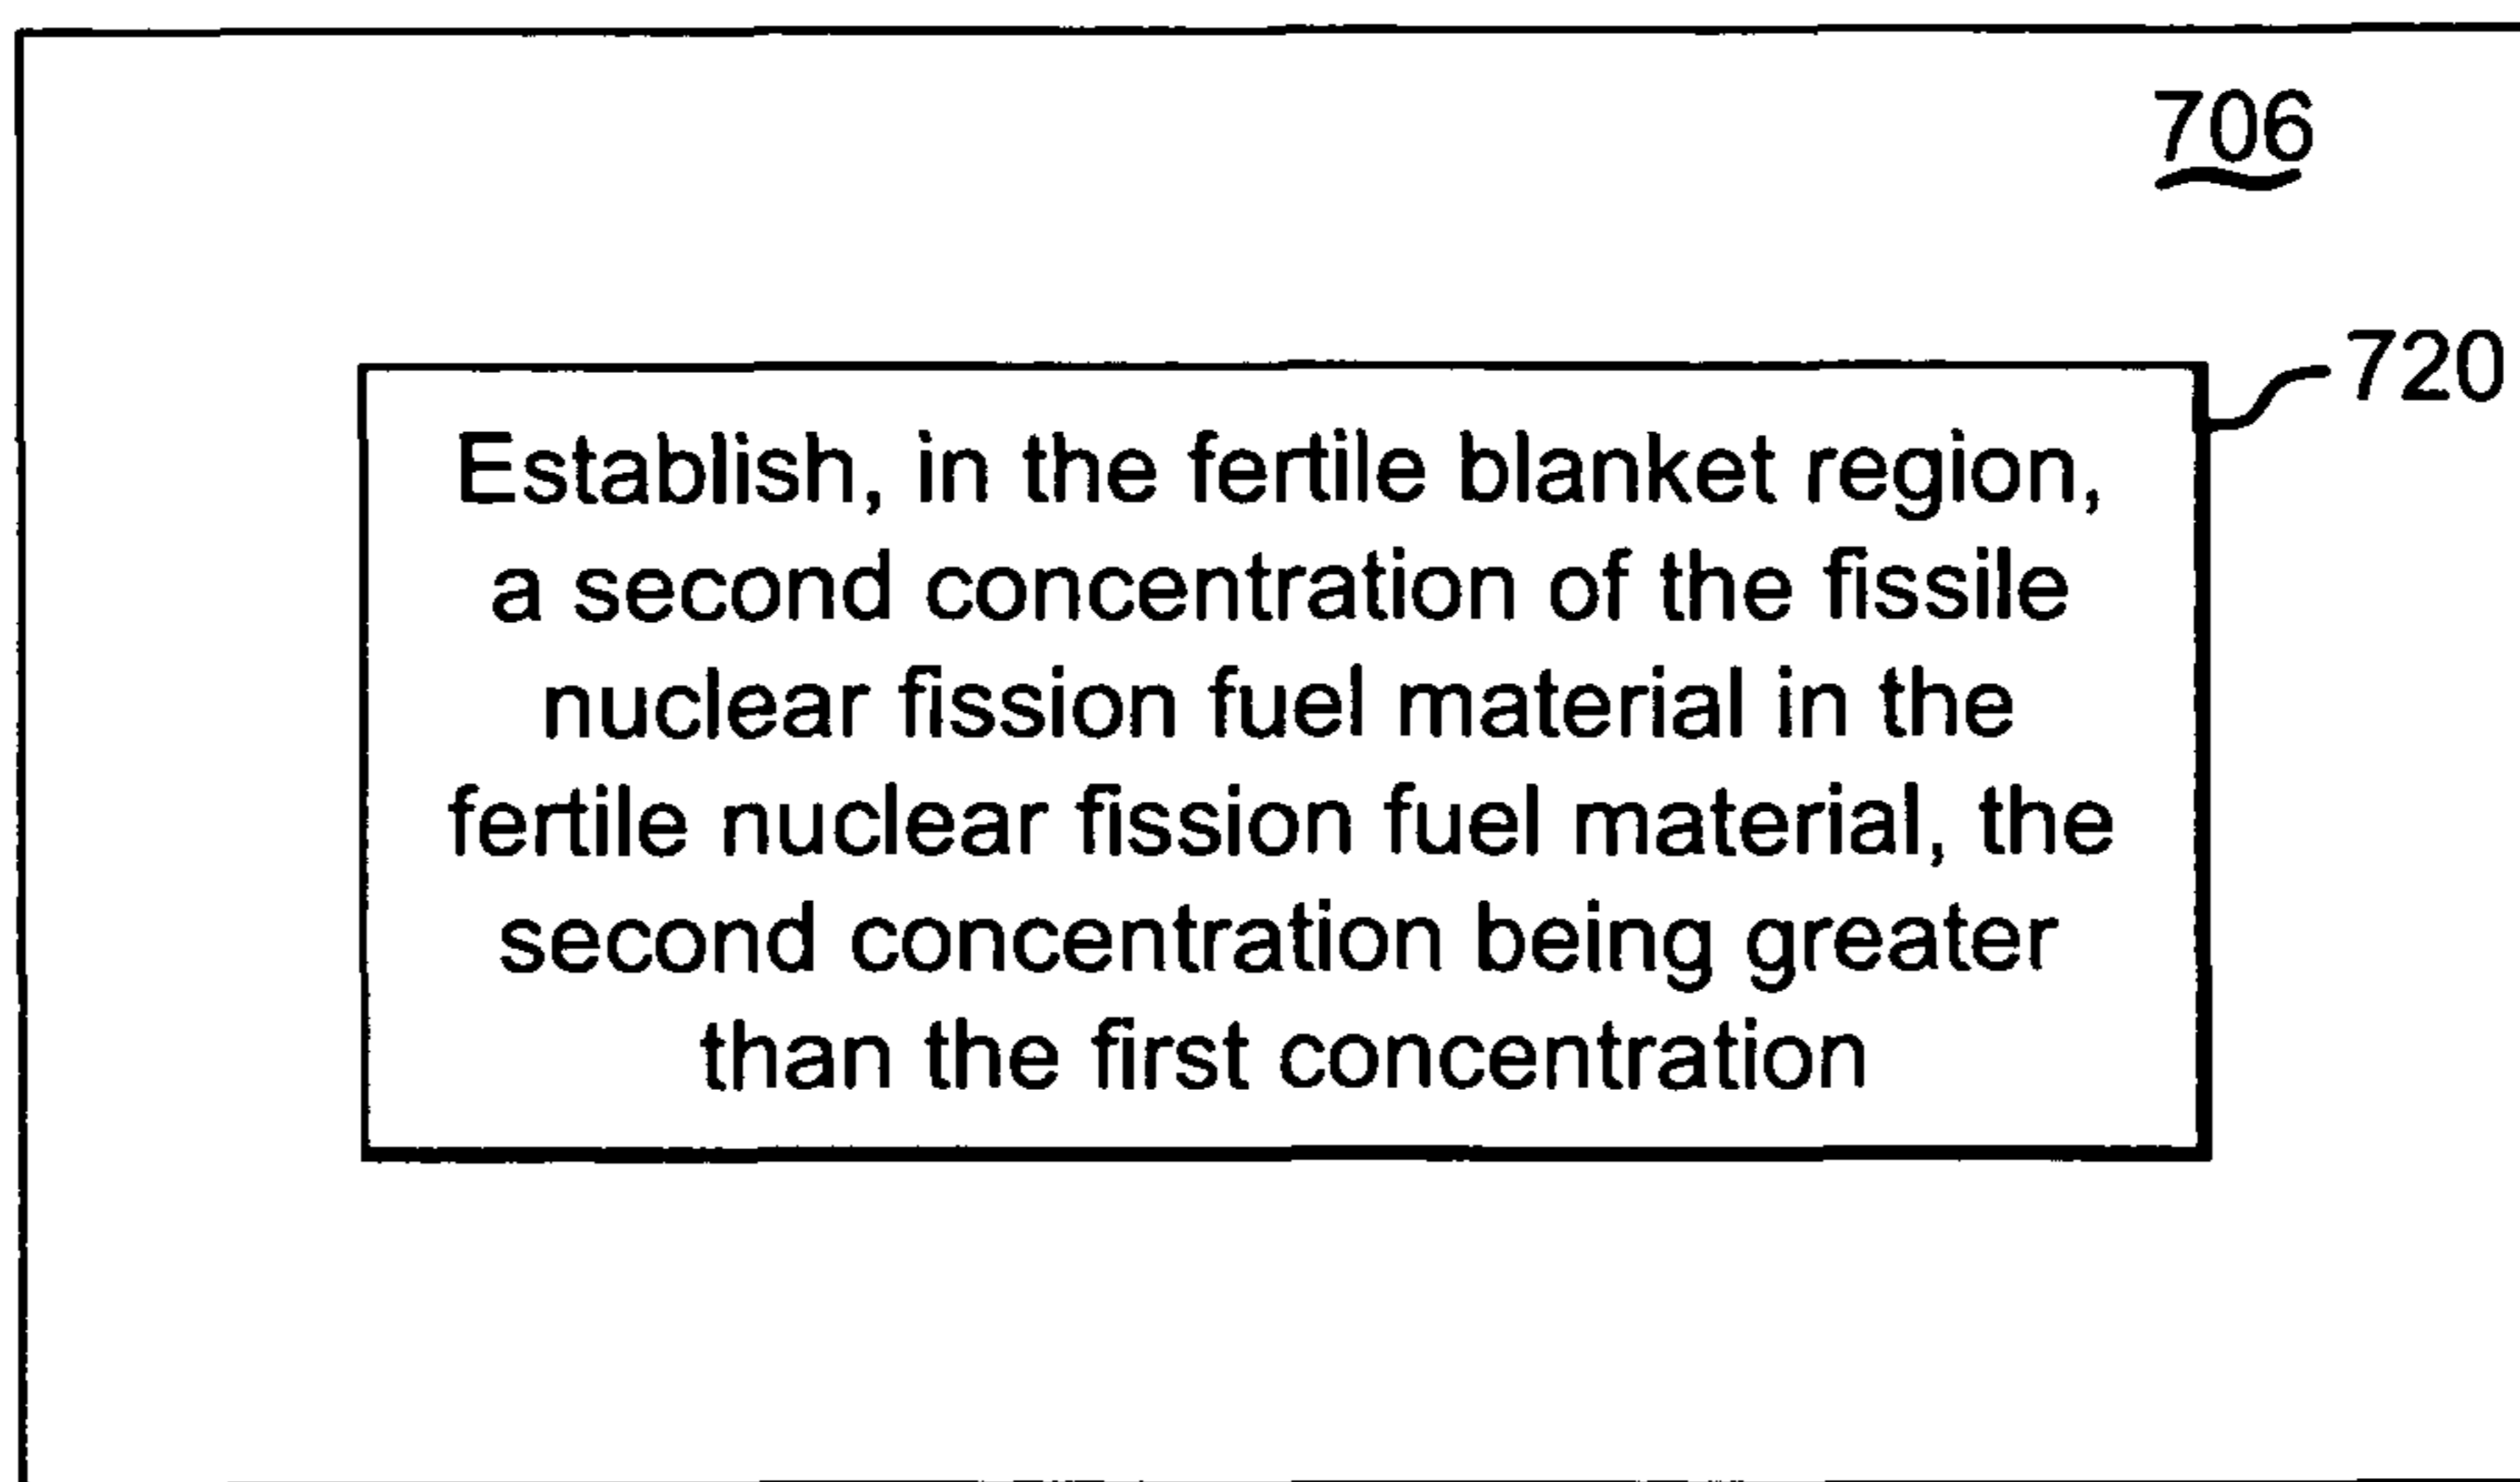 706
720
Establish, in the fertile blanket region,
a second concentration of the fissile
nuclear fission fuel material in the
fertile nuclear fission fuel material, the
second concentration being greater
than the first concentration